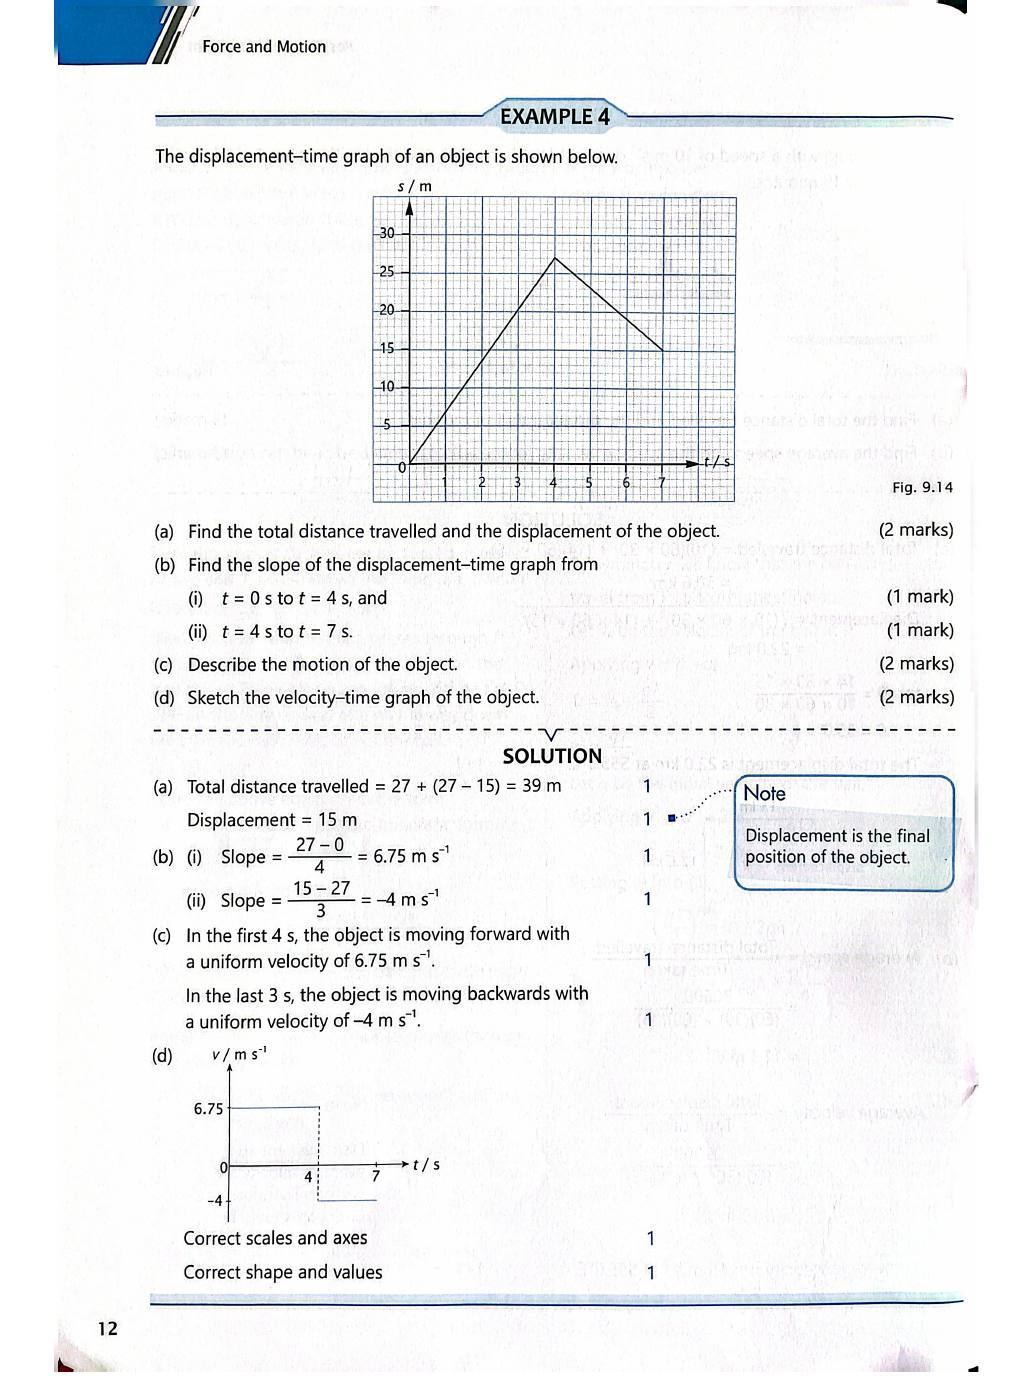 Force and Motion
EXAMPLE 4
The displacement–time graph of an object is shown below.
s / m
30
25
20
15
10
5
0
1 2 3 4 5 6 7
t / s
Fig. 9.14
(a) Find the total distance travelled and the displacement of the object. (2 marks)
(b) Find the slope of the displacement–time graph from
(i) t = 0 s to t = 4 s, and (1 mark)
(ii) t = 4 s to t = 7 s. (1 mark)
(c) Describe the motion of the object. (2 marks)
(d) Sketch the velocity–time graph of the object. (2 marks)
SOLUTION
(a) Total distance travelled = 27 + (27 – 15) = 39 m 1
Displacement = 15 m 1
Note
Displacement is the final
position of the object.
(b) (i) Slope = (27 – 0)/4 = 6.75 m s⁻¹ 1
(ii) Slope = (15 – 27)/3 = –4 m s⁻¹ 1
(c) In the first 4 s, the object is moving forward with
a uniform velocity of 6.75 m s⁻¹. 1
In the last 3 s, the object is moving backwards with
a uniform velocity of –4 m s⁻¹. 1
(d) v / m s⁻¹
6.75
0
4 7
t / s
–4
Correct scales and axes 1
Correct shape and values 1
12